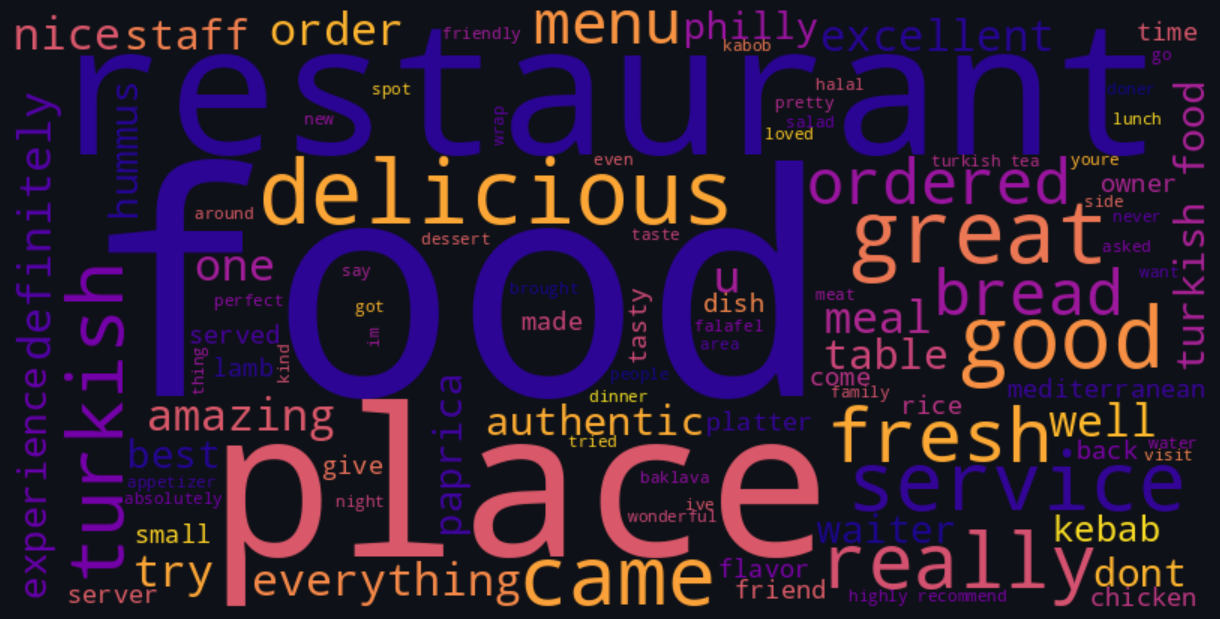 nice staff order friendly menu philly kabob excellent time
go
restaurant
spot
halal
doner
new
wrap
pretty
salad
loved
lunch
definitely
hummus
turkish food
delicious
even
turkish tea
youre
ordered
owner
around
side
never
dessert
taste
great
asked
food
one
say
u
want
perfect
got
brought
dish
meat
bread
turkish
served
im
made
tasty
falafel
area
meal
good
thing
lamb
kind
people
table
come
mediterranean
experience
dinner
family
rice
amazing
paprica
authentic
platter
tried
fresh
well
best
give
back
water
visit
appetizer
absolutely
night
place
baklava
ive
wonderful
service
small
waiter
kebab
try
server
everything
came
flavor
friend
really
highly recommend
dont
chicken